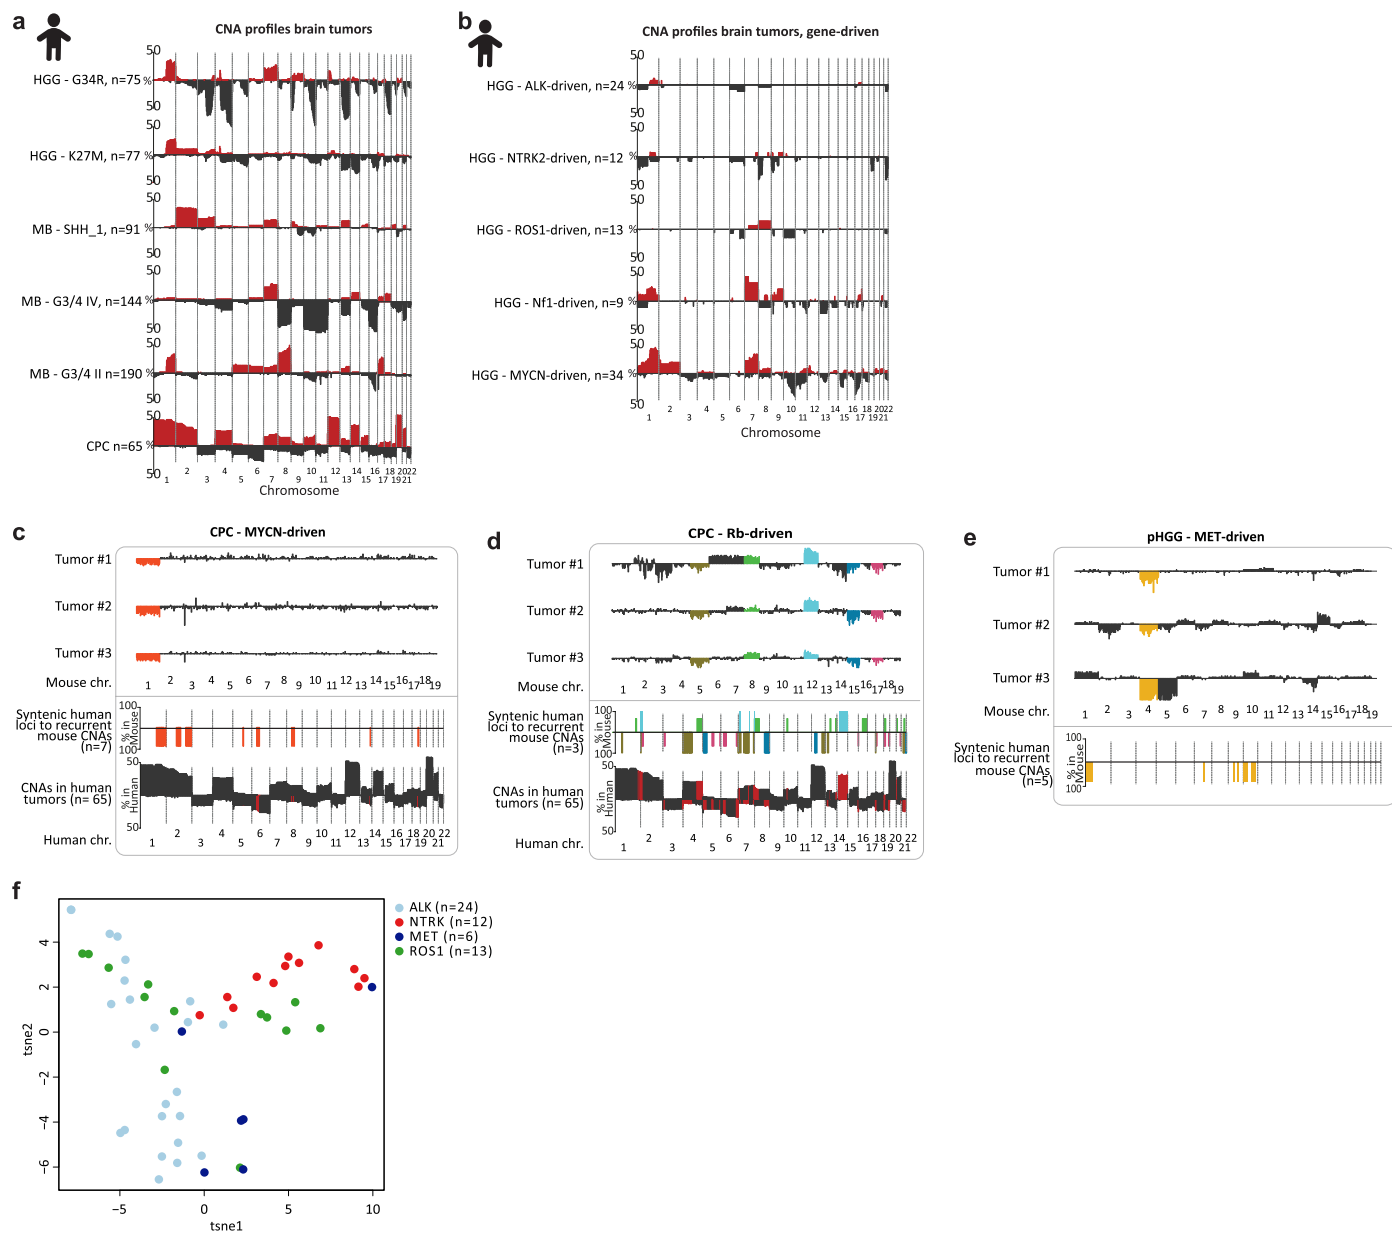 a
CNA profiles brain tumors
50
HGG - G34R, n=75 %
50
50
HGG - K27M, n=77 %
50
50
MB - SHH_1, n=91 %
50
50
MB - G3/4 IV, n=144 %
50
50
MB - G3/4 II n=190 %
50
50
CPC n=65 %
50
2 4 6 8 10 12 14 16 18 20 22
1 3 5 7 9 11 13 15 17 19 21
Chromosome
b
CNA profiles brain tumors, gene-driven
50
HGG - ALK-driven, n=24 %
50
50
HGG - NTRK2-driven, n=12 %
50
50
HGG - ROS1-driven, n=13 %
50
50
HGG - Nf1-driven, n=9 %
50
50
HGG - MYCN-driven, n=34 %
50
2 4 6 8 10 12 14 16 18 20 22
1 3 5 7 9 11 13 15 17 19 21
Chromosome
c
CPC - MYCN-driven
Tumor #1
Tumor #2
Tumor #3
Mouse chr.
2 4 6 8 10 12 14 16 18
1 3 5 7 9 11 13 15 17 19
Syntenic human
loci to recurrent
mouse CNAs
(n=7)
100
% in
Mouse
100
CNAs in human
tumors (n= 65)
50
% in
Human
50
Human chr.
2 4 6 8 10 12 14 16 18 20 22
1 3 5 7 9 11 13 15 17 19 21
d
CPC - Rb-driven
Tumor #1
Tumor #2
Tumor #3
Mouse chr.
2 4 6 8 10 12 14 16 18
1 3 5 7 9 11 13 15 17 19
Syntenic human
loci to recurrent
mouse CNAs
(n=3)
100
% in
Mouse
100
CNAs in human
tumors (n= 65)
50
% in
Human
50
Human chr.
2 4 6 8 10 12 14 16 18 20 22
1 3 5 7 9 11 13 15 17 19 21
e
pHGG - MET-driven
Tumor #1
Tumor #2
Tumor #3
Mouse chr.
2 4 6 8 10 12 14 16 18
1 3 5 7 9 11 13 15 17 19
Syntenic human
loci to recurrent
mouse CNAs
(n=5)
100
% in
Mouse
100
f
ALK (n=24)
NTRK (n=12)
MET (n=6)
ROS1 (n=13)
tsne2
4
2
0
−2
−4
−6
−5 0 5 10
tsne1